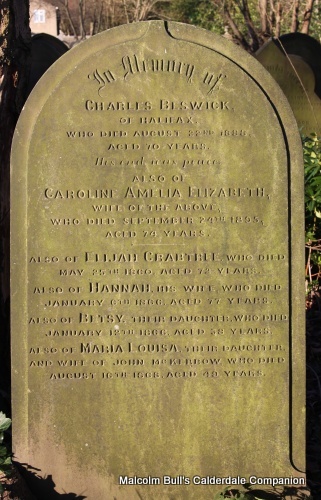 In Memory of
CHARLES BESWICK,
OF HALIFAX,
WHO DIED AUGUST 22ND 1888,
AGED 70 YEARS.
His end was peace.
ALSO OF
CAROLINE AMELIA ELIZABETH,
WIFE OF THE ABOVE,
WHO DIED SEPTEMBER 24TH 1895,
AGED 74 YEARS.
ALSO OF ELIJAH CRABTREE, WHO DIED
MAY 25TH 1860, AGED 72 YEARS.
ALSO OF HANNAH, HIS WIFE, WHO DIED
JANUARY 6TH 1866, AGED 77 YEARS.
ALSO OF BETSY, THEIR DAUGHTER, WHO DIED
JANUARY 12TH 1866, AGED 38 YEARS.
ALSO OF MARIA LOUISA, THEIR DAUGHTER,
AND WIFE OF JOHN MCKERROW, WHO DIED
AUGUST 16TH 1868, AGED 49 YEARS.
Malcolm Bull's Calderdale Companion